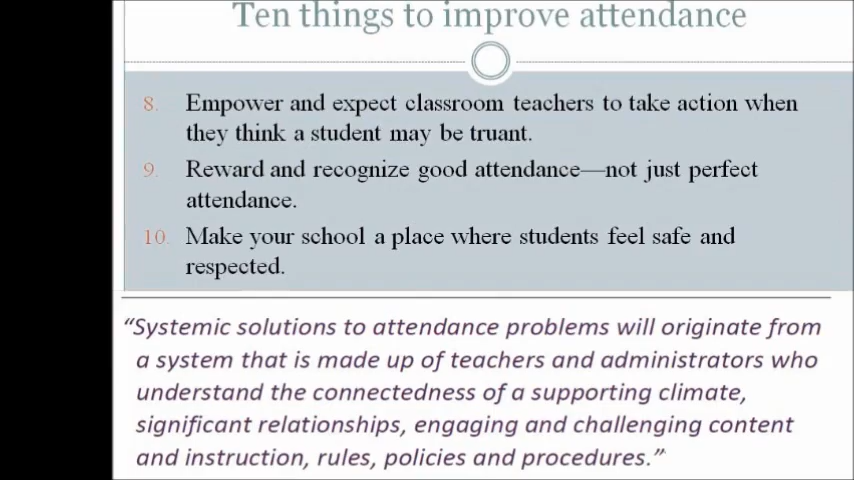 Ten things to improve attendance
8. Empower and expect classroom teachers to take action when
they think a student may be truant.
9. Reward and recognize good attendance—not just perfect
attendance.
10. Make your school a place where students feel safe and
respected.
“Systemic solutions to attendance problems will originate from
a system that is made up of teachers and administrators who
understand the connectedness of a supporting climate,
significant relationships, engaging and challenging content
and instruction, rules, policies and procedures.”